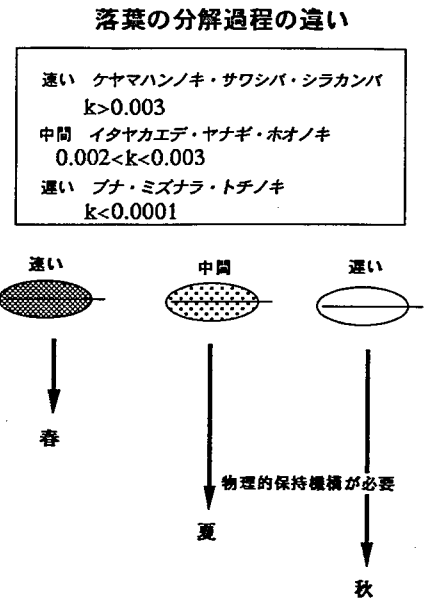 落葉の分解過程の違い
速い ケヤマハンノキ・サワシバ・シラカンバ
k>0.003
中間 イタヤカエデ・ヤナギ・ホオノキ
0.002<k<0.003
遅い ブナ・ミズナラ・トチノキ
k<0.0001
速い 中間 遅い
春
物理的保持機構が必要
夏
秋